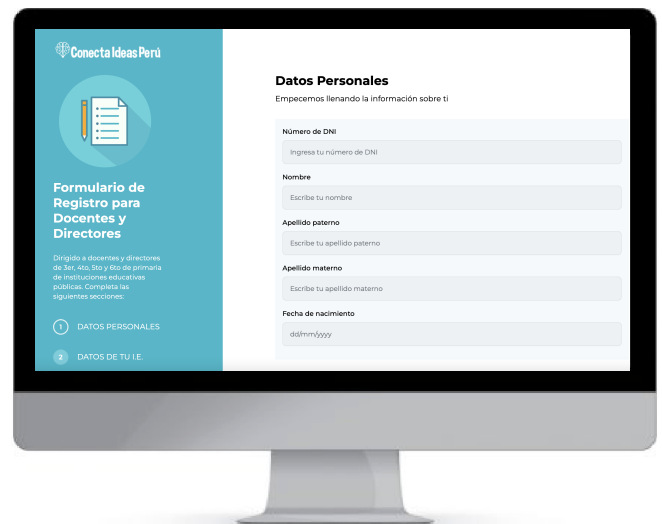 Conecta Ideas Perú
Formulario de
Registro para
Docentes y
Directores
Dirigido a docentes y directores
de 3er, 4to, 5to y 6to de primaria
de instituciones educativas
públicas. Completa las
siguientes secciones:
1 DATOS PERSONALES
2 DATOS DE TU I.E.
Datos Personales
Empecemos llenando la información sobre ti
Número de DNI
Ingresa tu número de DNI
Nombre
Escribe tu nombre
Apellido paterno
Escribe tu apellido paterno
Apellido materno
Escribe tu apellido materno
Fecha de nacimiento
dd/mm/yyyy